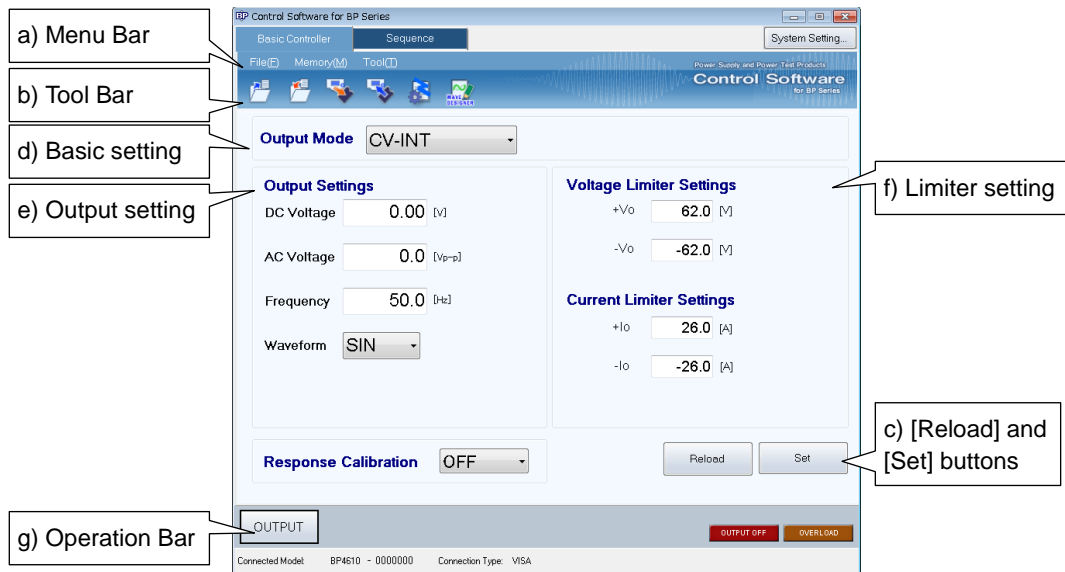 a) Menu Bar
b) Tool Bar
d) Basic setting
e) Output setting
g) Operation Bar
BP Control Software for BP Series
Basic Controller Sequence System Setting...
File(F) Memory(M) Tool(T)
Power Supply and Power Test Products
Control Software
for BP Series
WAVE
DESIGNER
Output Mode CV-INT
Output Settings
DC Voltage 0.00 [V]
AC Voltage 0.0 [Vp-p]
Frequency 50.0 [Hz]
Waveform SIN
Voltage Limiter Settings
+Vo 62.0 [V]
-Vo -62.0 [V]
Current Limiter Settings
+Io 26.0 [A]
-Io -26.0 [A]
Response Calibration OFF
Reload Set
OUTPUT
OUTPUT OFF OVERLOAD
Connected Model: BP4610 - 0000000 Connection Type: VISA
f) Limiter setting
c) [Reload] and
[Set] buttons